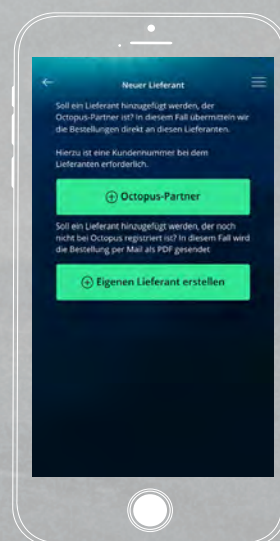 Neuer Lieferant
Soll ein Lieferant hinzugefügt werden, der
Octopus-Partner ist? In diesem Fall übermitteln wir
die Bestellungen direkt an diesen Lieferanten.
Hierzu ist eine Kundennummer bei dem
Lieferanten erforderlich.
Octopus-Partner
Soll ein Lieferant hinzugefügt werden, der noch
nicht bei Octopus registriert ist? In diesem Fall wird
die Bestellung per Mail als PDF gesendet
Eigenen Lieferant erstellen